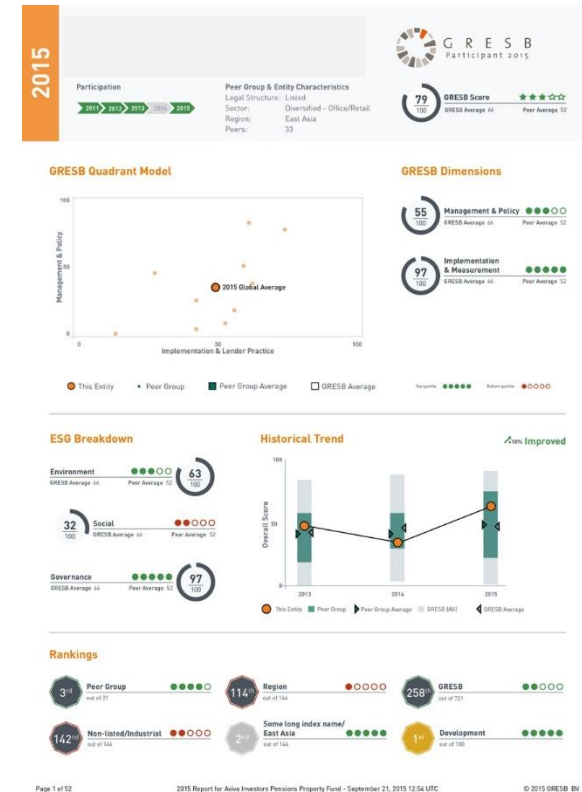 2015
G R E S B
Participant 2015
Participation
2011 2012 2013 2014 2015
Peer Group & Entity Characteristics
Legal Structure: Listed
Sector: Diversified - Office/Retail
Region: East Asia
Peers: 33
79
100
GRESB Score
GRESB Average 66 Peer Average 52
GRESB Quadrant Model
100
50
0
Management & Policy
2015 Global Average
0 50 100
Implementation & Lender Practice
This Entity Peer Group Peer Group Average GRESB Average
GRESB Dimensions
55
100
Management & Policy
GRESB Average 66 Peer Average 52
97
100
Implementation
& Measurement
GRESB Average 66 Peer Average 52
Top quintile Bottom quintile
ESG Breakdown
Environment
GRESB Average 66 Peer Average 52
63
100
32
100
Social
GRESB Average 66 Peer Average 52
Governance
GRESB Average 66 Peer Average 52
97
100
Historical Trend
10% Improved
100
50
0
Overall Score
2013 2014 2015
This Entity Peer Group Peer Group Average GRESB (All) GRESB Average
Rankings
3rd
Peer Group
out of 21
114th
Region
out of 144
258th
GRESB
out of 721
142nd
Non-listed/Industrial
out of 144
2nd
Some long index name/
East Asia
out of 144
1st
Development
out of 100
Page 1 of 52
2015 Report for Aviva Investors Pensions Property Fund - September 21, 2015 12:54 UTC
© 2015 GRESB BV